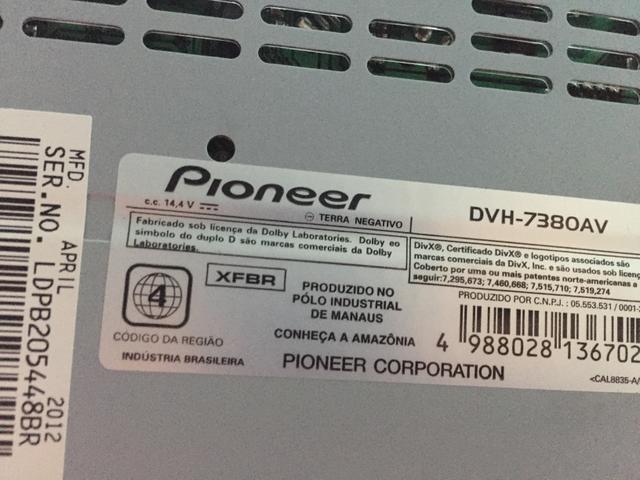 Pioneer
c.c. 14,4 V
TERRA NEGATIVO
DVH-7380AV
Fabricado sob licença da Dolby Laboratories. Dolby eo
símbolo do duplo D são marcas comerciais da Dolby
Laboratories.
DivX®, Certificado DivX® e logotipos associados são
marcas comerciais da DivX, Inc. e são usados sob licen
Coberto por uma ou mais patentes norte-americanas a
seguir:7,295,673; 7,460,668; 7,515,710; 7,519,274
4
XFBR
PRODUZIDO NO
PÓLO INDUSTRIAL
DE MANAUS
PRODUZIDO POR C.N.P.J. : 05.553.531 / 0001-
CÓDIGO DA REGIÃO
CONHEÇA A AMAZÔNIA
INDÚSTRIA BRASILEIRA
PIONEER CORPORATION
4 988028 136702
<CAL8835-A/
MFD. APRIL 2012
SER.NO. LDPB205448BR